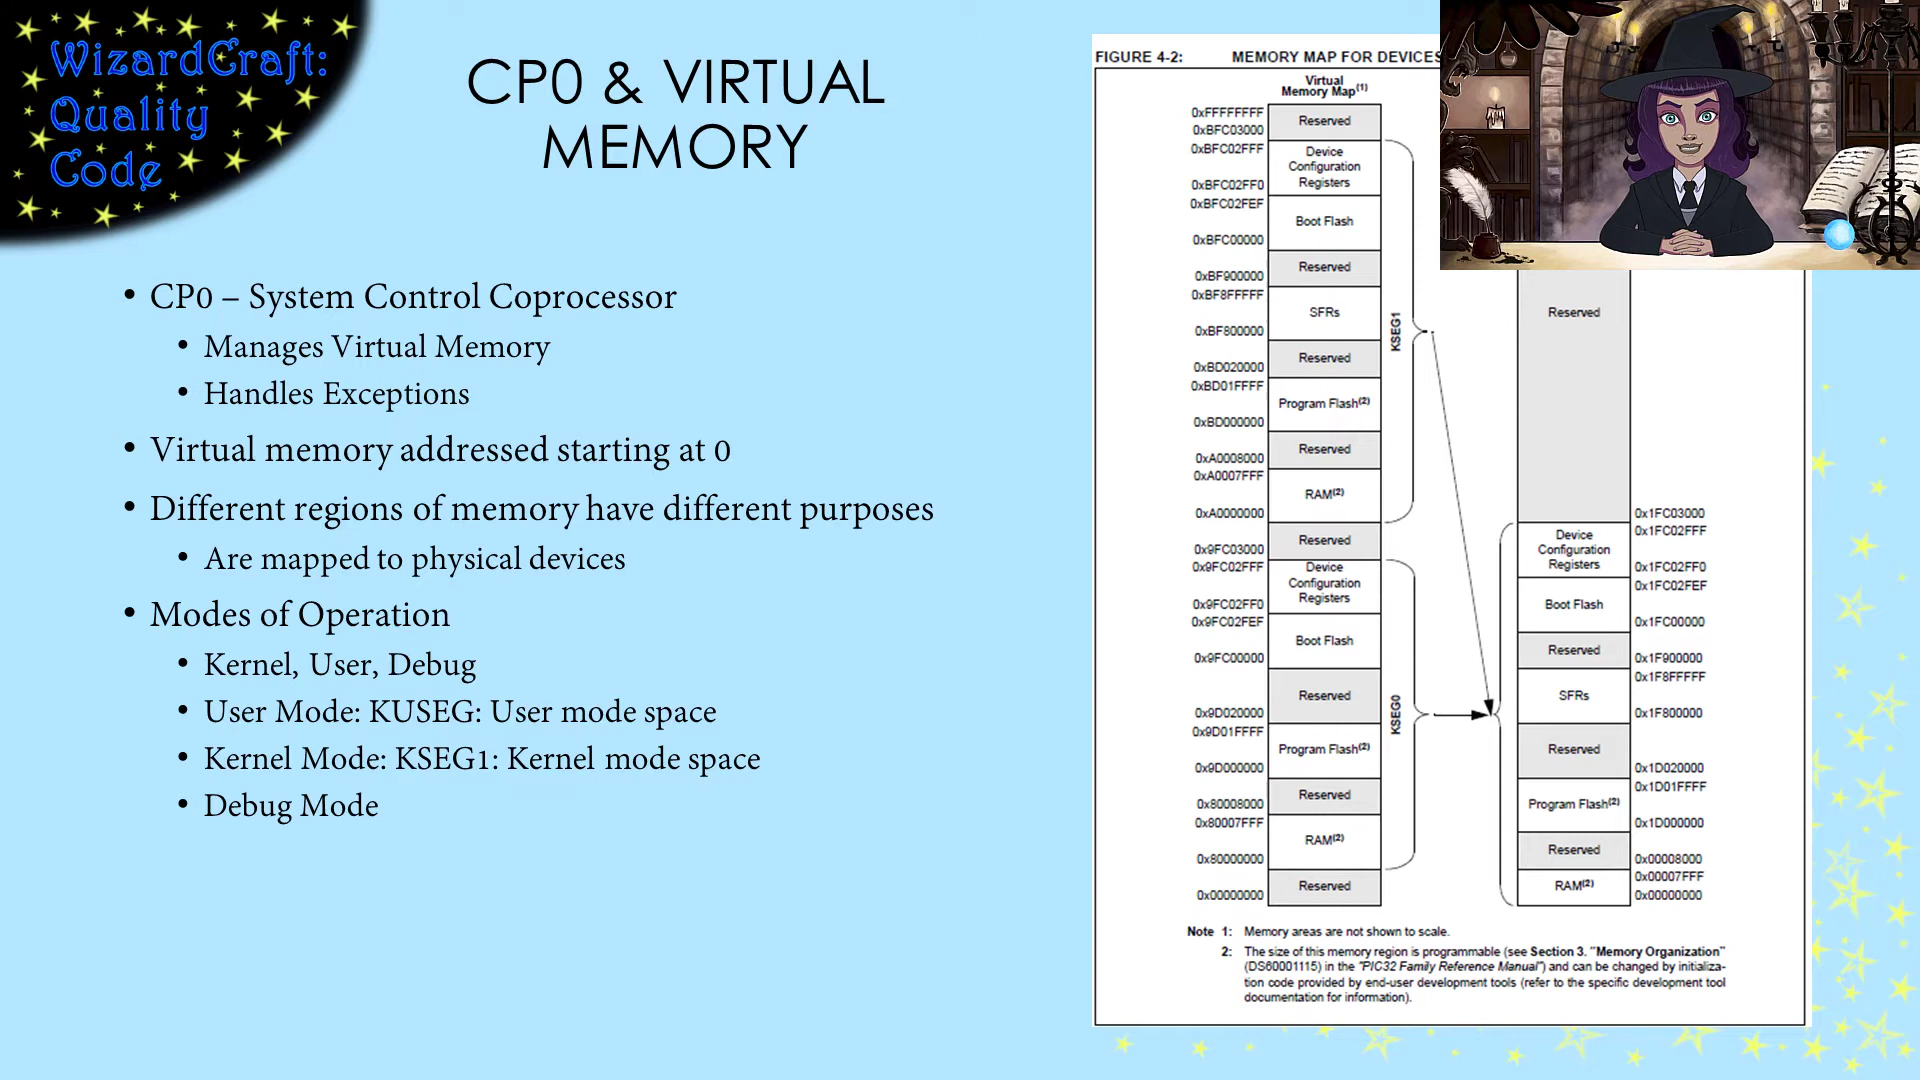 WizardCraft:
Quality
Code
CP0 & VIRTUAL
MEMORY
• CP0 – System Control Coprocessor
• Manages Virtual Memory
• Handles Exceptions
• Virtual memory addressed starting at 0
• Different regions of memory have different purposes
• Are mapped to physical devices
• Modes of Operation
• Kernel, User, Debug
• User Mode: KUSEG: User mode space
• Kernel Mode: KSEG1: Kernel mode space
• Debug Mode
FIGURE 4-2: MEMORY MAP FOR DEVICES
Virtual
Memory Map(1)
0xFFFFFFFF
Reserved
0xBFC03000
0xBFC02FFF
Device
Configuration
Registers
0xBFC02FF0
0xBFC02FEF
Boot Flash
0xBFC00000
Reserved
0xBF900000
0xBF8FFFFF
SFRs
0xBF800000
Reserved
0xBD020000
0xBD01FFFF
Program Flash(2)
0xBD000000
Reserved
0xA0008000
0xA0007FFF
RAM(2)
0xA0000000
Reserved
0x9FC03000
0x9FC02FFF
Device
Configuration
Registers
0x9FC02FF0
0x9FC02FEF
Boot Flash
0x9FC00000
Reserved
0x9D020000
0x9D01FFFF
Program Flash(2)
0x9D000000
Reserved
0x80008000
0x80007FFF
RAM(2)
0x80000000
Reserved
0x00000000
KSEG1
KSEG0
Reserved
0x1FC03000
0x1FC02FFF
Device
Configuration
Registers
0x1FC02FF0
0x1FC02FEF
Boot Flash
0x1FC00000
Reserved
0x1F900000
0x1F8FFFFF
SFRs
0x1F800000
Reserved
0x1D020000
0x1D01FFFF
Program Flash(2)
0x1D000000
Reserved
0x00008000
0x00007FFF
RAM(2)
0x00000000
Note 1: Memory areas are not shown to scale.
2: The size of this memory region is programmable (see Section 3. "Memory Organization"
(DS60001115) in the "PIC32 Family Reference Manual") and can be changed by initializa-
tion code provided by end-user development tools (refer to the specific development tool
documentation for information).